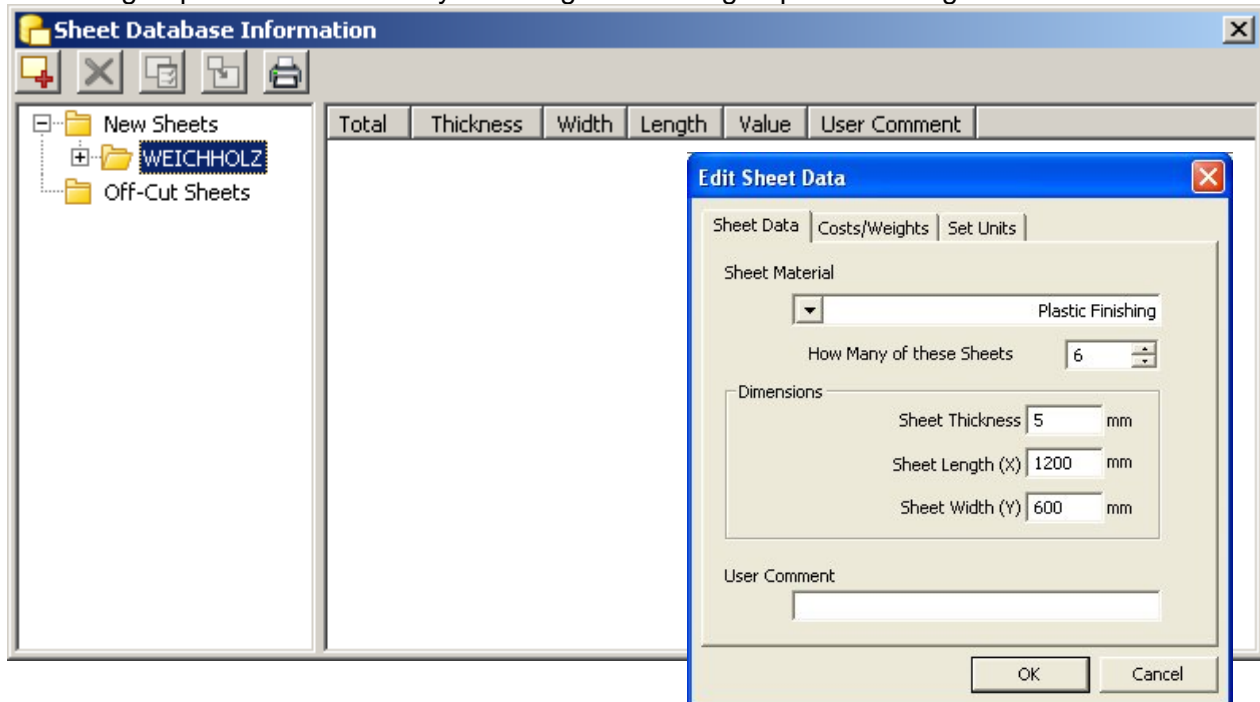 Sheet Database Information
New Sheets
WEICHHOLZ
Off-Cut Sheets
Total Thickness Width Length Value User Comment
Edit Sheet Data
Sheet Data Costs/Weights Set Units
Sheet Material
Plastic Finishing
How Many of these Sheets 6
Dimensions
Sheet Thickness 5 mm
Sheet Length (X) 1200 mm
Sheet Width (Y) 600 mm
User Comment
OK Cancel